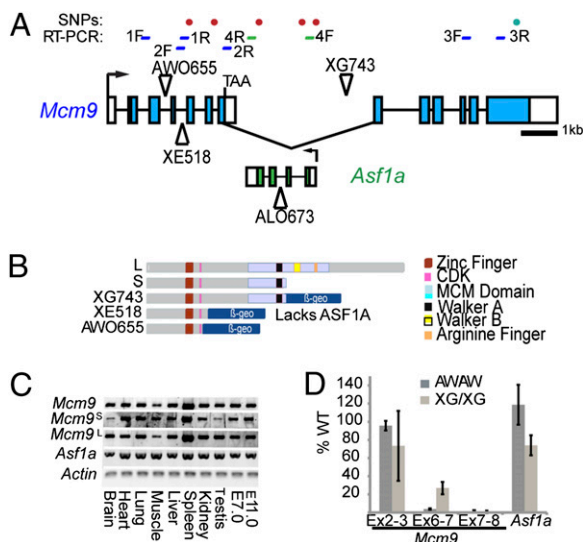 A
SNPs:
RT-PCR:
1F
1R
2F
2R
4R
4F
3F
3R
AWO655
TAA
XG743
Mcm9
1kb
XE518
Asf1a
ALO673
B
L
S
XG743
ß-geo
Lacks ASF1A
XE518
ß-geo
AWO655
ß-geo
Zinc Finger
CDK
MCM Domain
Walker A
Walker B
Arginine Finger
C
Mcm9
Mcm9S
Mcm9L
Asf1a
Actin
Brain
Heart
Lung
Muscle
Liver
Spleen
Kidney
Testis
E7.0
E11.0
D
AWAW
XG/XG
% WT
140
120
100
80
60
40
20
Ex2-3 Ex6-7 Ex7-8
Mcm9
Asf1a